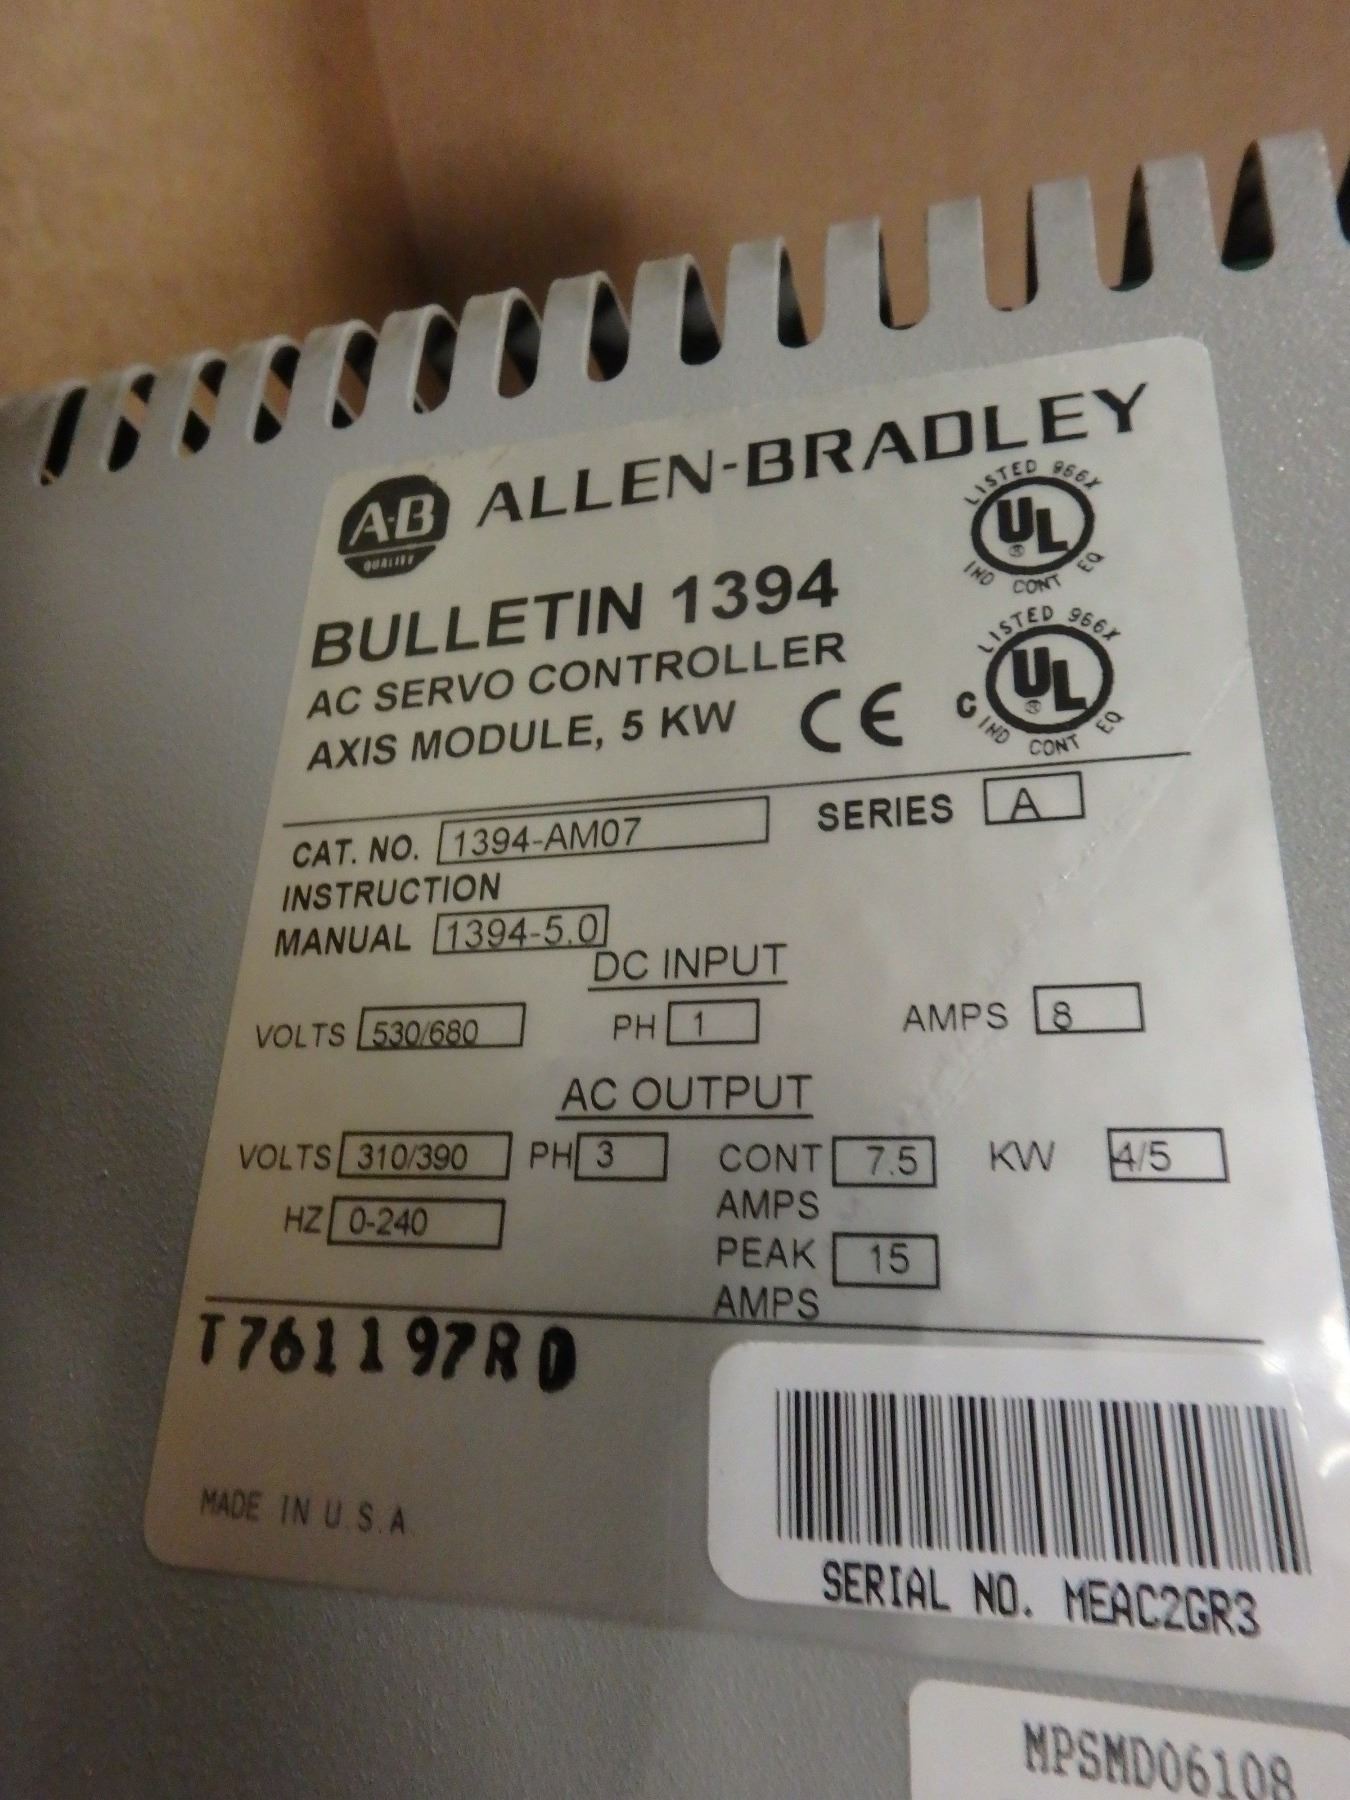 A-B ALLEN-BRADLEY
QUALITY
LISTED 966X
UL ®
IND CONT EQ
BULLETIN 1394
AC SERVO CONTROLLER
AXIS MODULE, 5 KW CE
LISTED 966X
C UL ®
IND CONT EQ
CAT. NO. 1394-AM07 SERIES A
INSTRUCTION
MANUAL 1394-5.0
DC INPUT
VOLTS 530/680 PH 1 AMPS 8
AC OUTPUT
VOLTS 310/390 PH 3 CONT 7.5 KW 4/5
AMPS
HZ 0-240
PEAK 15
AMPS
T761197RD
MADE IN U.S.A.
SERIAL NO. MEAC2GR3
MPSMD06108